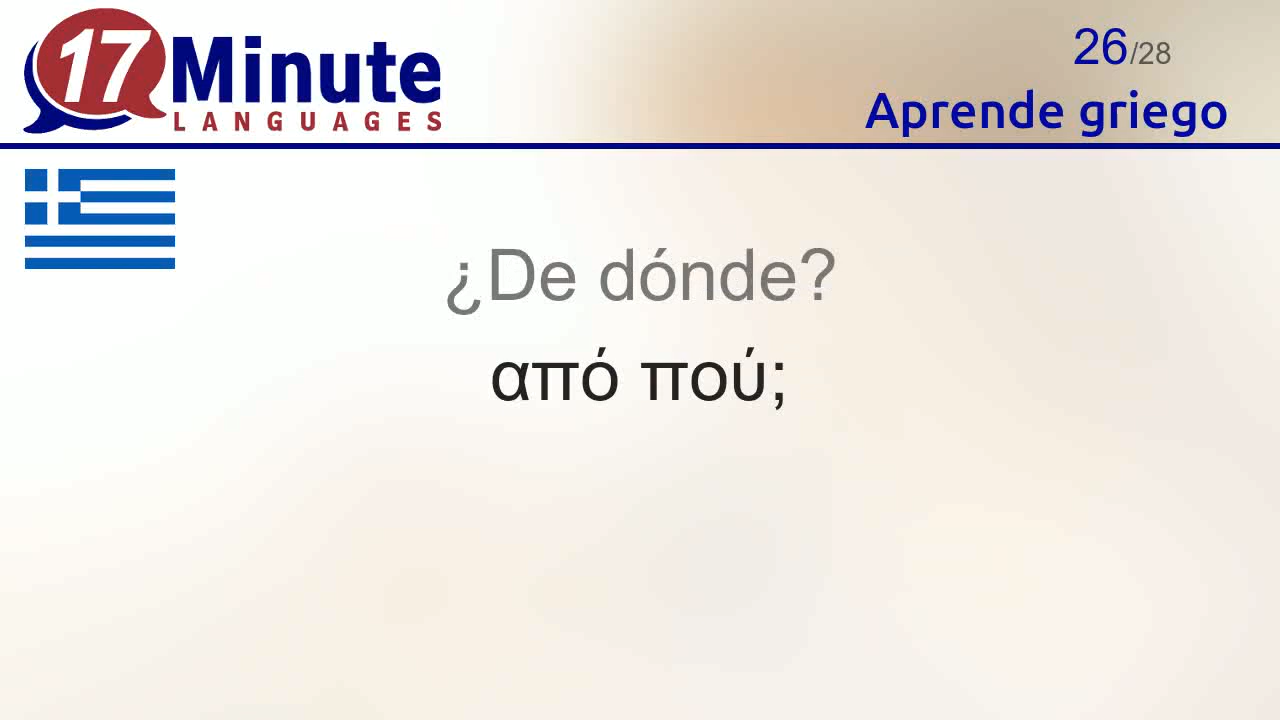 17 Minute
LANGUAGES
26/28
Aprende griego
¿De dónde?
από πού;